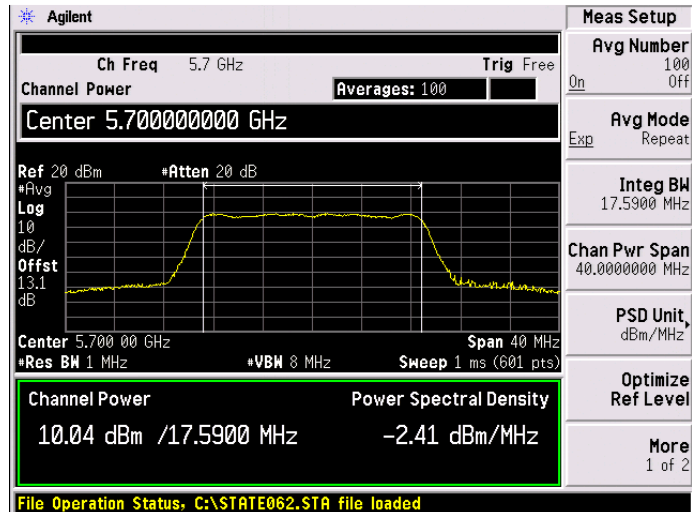 Agilent
Ch Freq 5.7 GHz Trig Free
Channel Power Averages: 100
Center 5.700000000 GHz
Ref 20 dBm #Atten 20 dB
#Avg
Log
10
dB/
Offst
13.1
dB
Center 5.700 00 GHz Span 40 MHz
#Res BW 1 MHz #VBW 8 MHz Sweep 1 ms (601 pts)
Channel Power Power Spectral Density
10.04 dBm /17.5900 MHz -2.41 dBm/MHz
File Operation Status, C:\STATE062.STA file loaded
Meas Setup
Avg Number
100
On Off
Avg Mode
Exp Repeat
Integ BW
17.5900 MHz
Chan Pwr Span
40.0000000 MHz
PSD Unit
dBm/MHz
Optimize
Ref Level
More
1 of 2